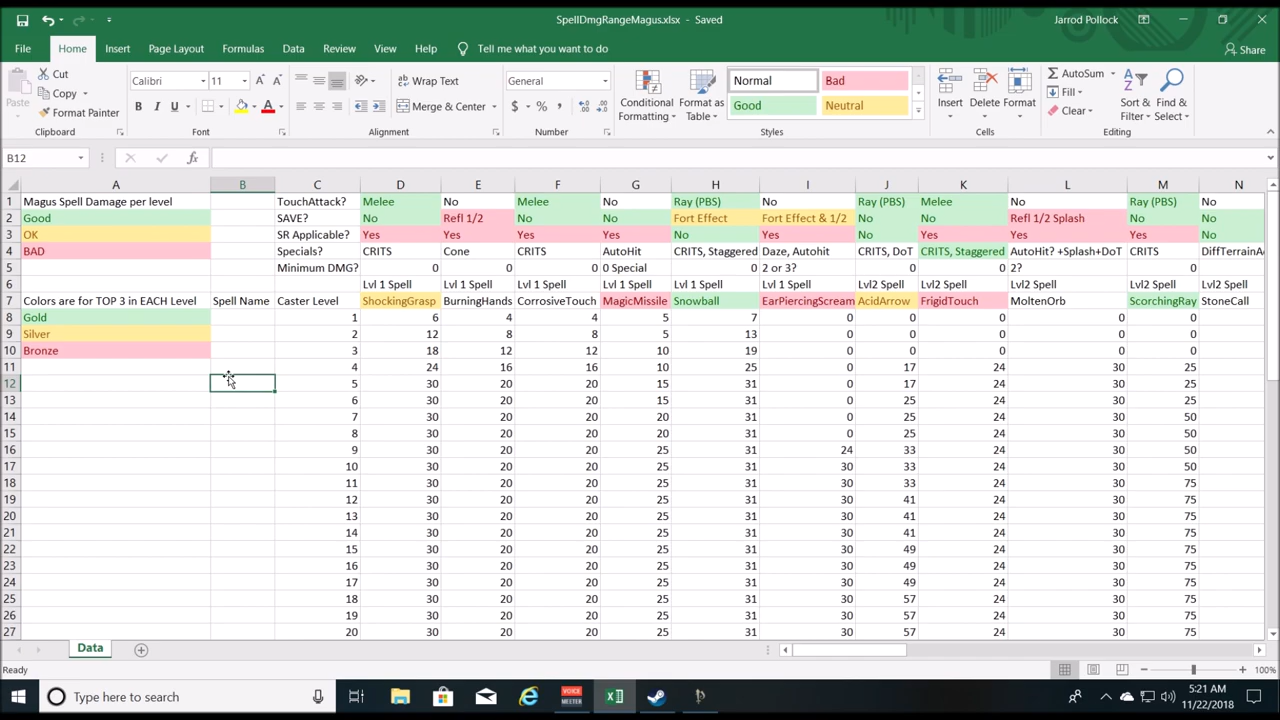 SpellDmgRangeMagus.xlsx - Saved
Jarrod Pollock
File Home Insert Page Layout Formulas Data Review View Help Tell me what you want to do Share
Cut
Copy
Format Painter
Paste
Calibri 11
B I U
Wrap Text
Merge & Center
General
$ % ,
Conditional Formatting
Format as Table
Normal Bad
Good Neutral
Insert Delete Format
AutoSum
Fill
Clear
Sort & Filter
Find & Select
Clipboard Font Alignment Number Styles Cells Editing
B12 fx
A B C D E F G H I J K L M N
1 Magus Spell Damage per level TouchAttack? Melee No Melee No Ray (PBS) No Ray (PBS) Melee No Ray (PBS) No
2 Good SAVE? No Refl 1/2 No No Fort Effect Fort Effect & 1/2 No No Refl 1/2 Splash No No
3 OK SR Applicable? Yes Yes Yes Yes No Yes No Yes Yes Yes No
4 BAD Specials? CRITS Cone CRITS AutoHit CRITS, Staggered Daze, Autohit CRITS, DoT CRITS, Staggered AutoHit? +Splash+DoT CRITS DiffTerrainA
5 Minimum DMG? 0 0 0 0 Special 0 2 or 3? 0 0 2? 0
6 Lvl 1 Spell Lvl 1 Spell Lvl 1 Spell Lvl 1 Spell Lvl 1 Spell Lvl 1 Spell Lvl2 Spell Lvl2 Spell Lvl2 Spell Lvl2 Spell Lvl2 Spell
7 Colors are for TOP 3 in EACH Level Spell Name Caster Level ShockingGrasp BurningHands CorrosiveTouch MagicMissile Snowball EarPiercingScream AcidArrow FrigidTouch MoltenOrb ScorchingRay StoneCall
8 Gold 1 6 4 4 5 7 0 0 0 0 0
9 Silver 2 12 8 8 5 13 0 0 0 0 0
10 Bronze 3 18 12 12 10 19 0 0 0 0 0
11 4 24 16 16 10 25 0 17 24 30 25
12 5 30 20 20 15 31 0 17 24 30 25
13 6 30 20 20 15 31 0 25 24 30 25
14 7 30 20 20 20 31 0 25 24 30 50
15 8 30 20 20 20 31 0 25 24 30 50
16 9 30 20 20 25 31 24 33 24 30 50
17 10 30 20 20 25 31 30 33 24 30 50
18 11 30 20 20 25 31 30 33 24 30 75
19 12 30 20 20 25 31 30 41 24 30 75
20 13 30 20 20 25 31 30 41 24 30 75
21 14 30 20 20 25 31 30 41 24 30 75
22 15 30 20 20 25 31 30 49 24 30 75
23 16 30 20 20 25 31 30 49 24 30 75
24 17 30 20 20 25 31 30 49 24 30 75
25 18 30 20 20 25 31 30 57 24 30 75
26 19 30 20 20 25 31 30 57 24 30 75
27 20 30 20 20 25 31 30 57 24 30 75
Data
Ready
100%
Type here to search
VOICE MEETER
5:21 AM
11/22/2018